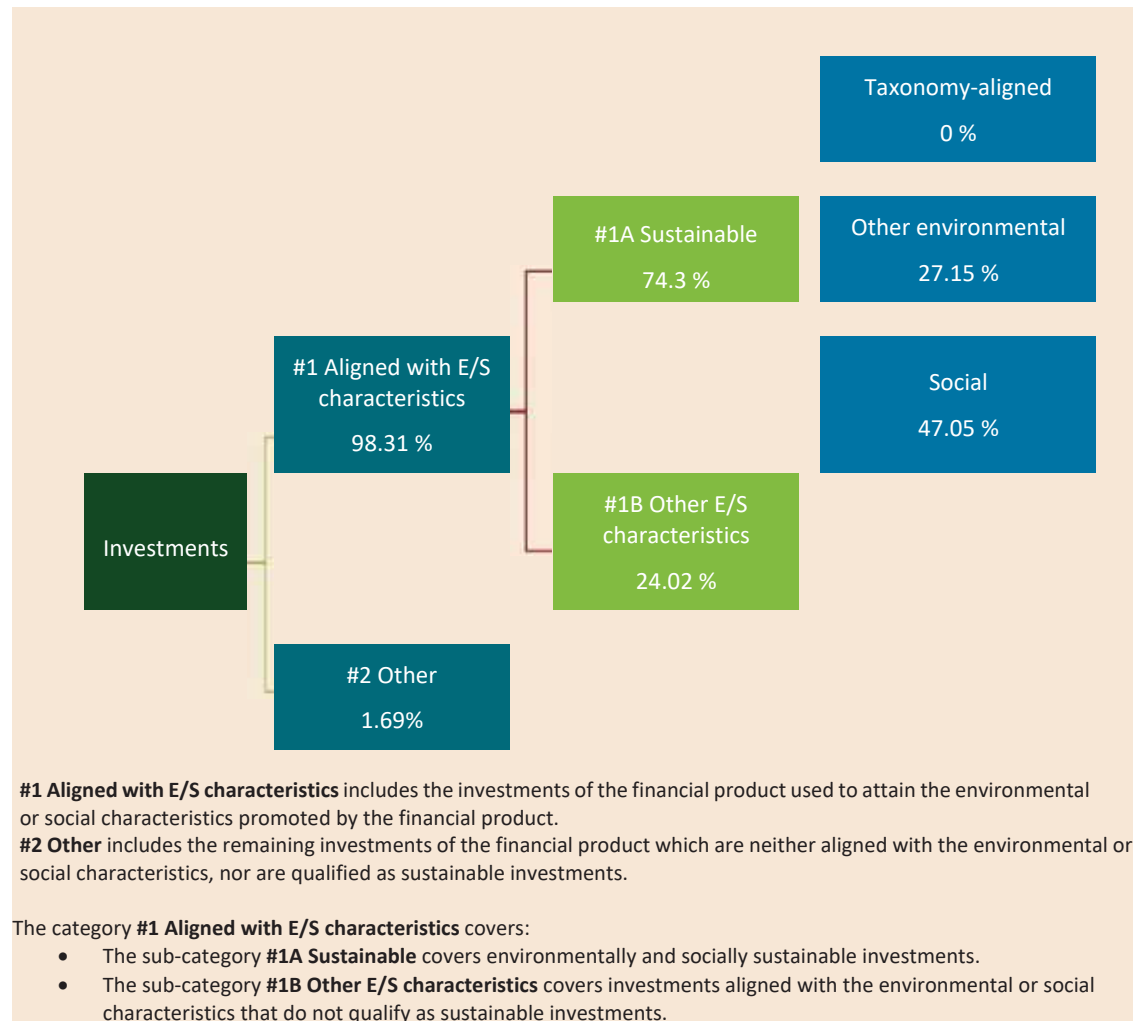 Taxonomy-aligned
0 %
#1A Sustainable
74.3 %
Other environmental
27.15 %
#1 Aligned with E/S
characteristics
98.31 %
Social
47.05 %
Investments
#1B Other E/S
characteristics
24.02 %
#2 Other
1.69%
#1 Aligned with E/S characteristics includes the investments of the financial product used to attain the environmental
or social characteristics promoted by the financial product.
#2 Other includes the remaining investments of the financial product which are neither aligned with the environmental or
social characteristics, nor are qualified as sustainable investments.
The category #1 Aligned with E/S characteristics covers:
• The sub-category #1A Sustainable covers environmentally and socially sustainable investments.
• The sub-category #1B Other E/S characteristics covers investments aligned with the environmental or social
characteristics that do not qualify as sustainable investments.